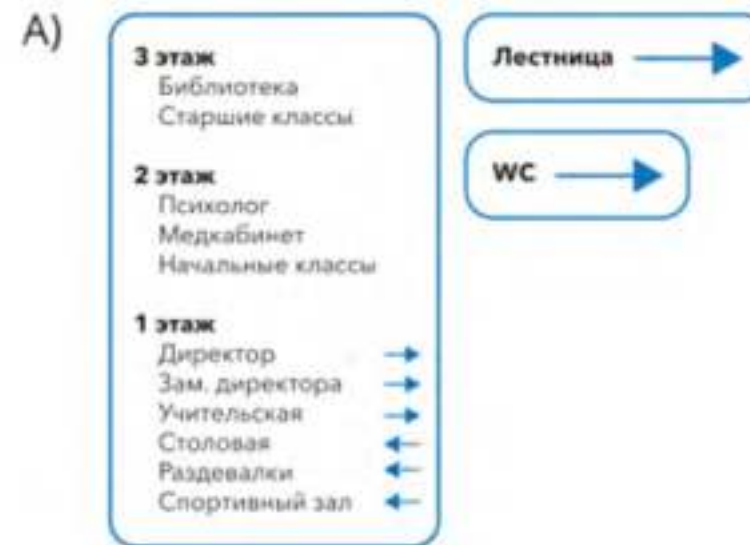 А)
3 этаж
Библиотека
Старшие классы
2 этаж
Психолог
Медкабинет
Начальные классы
1 этаж
Директор
Зам. директора
Учительская
Столовая
Раздевалки
Спортивный зал
Лестница
WC